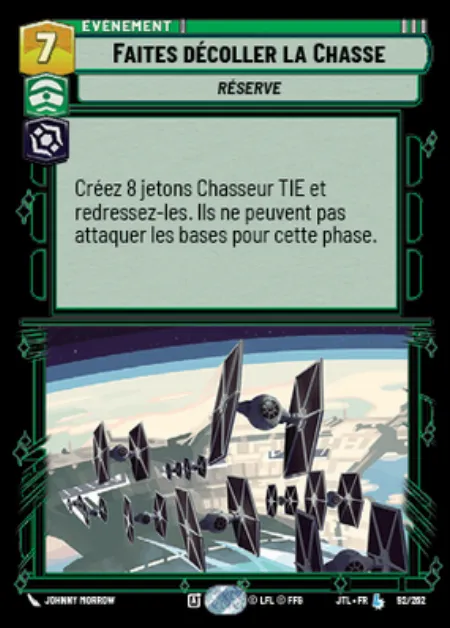 EVÉNEMENT
7
FAITES DÉCOLLER LA CHASSE
RÉSERVE
Créez 8 jetons Chasseur TIE et
redressez-les. Ils ne peuvent pas
attaquer les bases pour cette phase.
JOHNNY MORROW
© LFL © FFG
JTL • FR
92/262